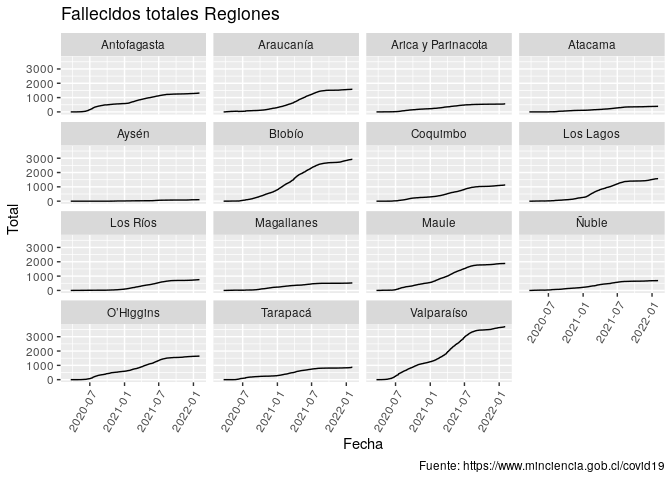 Fallecidos totales Regiones
Antofagasta Araucanía Arica y Parinacota Atacama
3000
2000
1000
0
Aysén Biobío Coquimbo Los Lagos
3000
2000
1000
0
Los Ríos Magallanes Maule Ñuble
3000
2000
1000
0
O'Higgins Tarapacá Valparaíso
3000
2000
1000
0
2020-07 2021-01 2021-07 2022-01 2020-07 2021-01 2021-07 2022-01 2020-07 2021-01 2021-07 2022-01 2020-07 2021-01 2021-07 2022-01
Total
Fecha
Fuente: https://www.minciencia.gob.cl/covid19